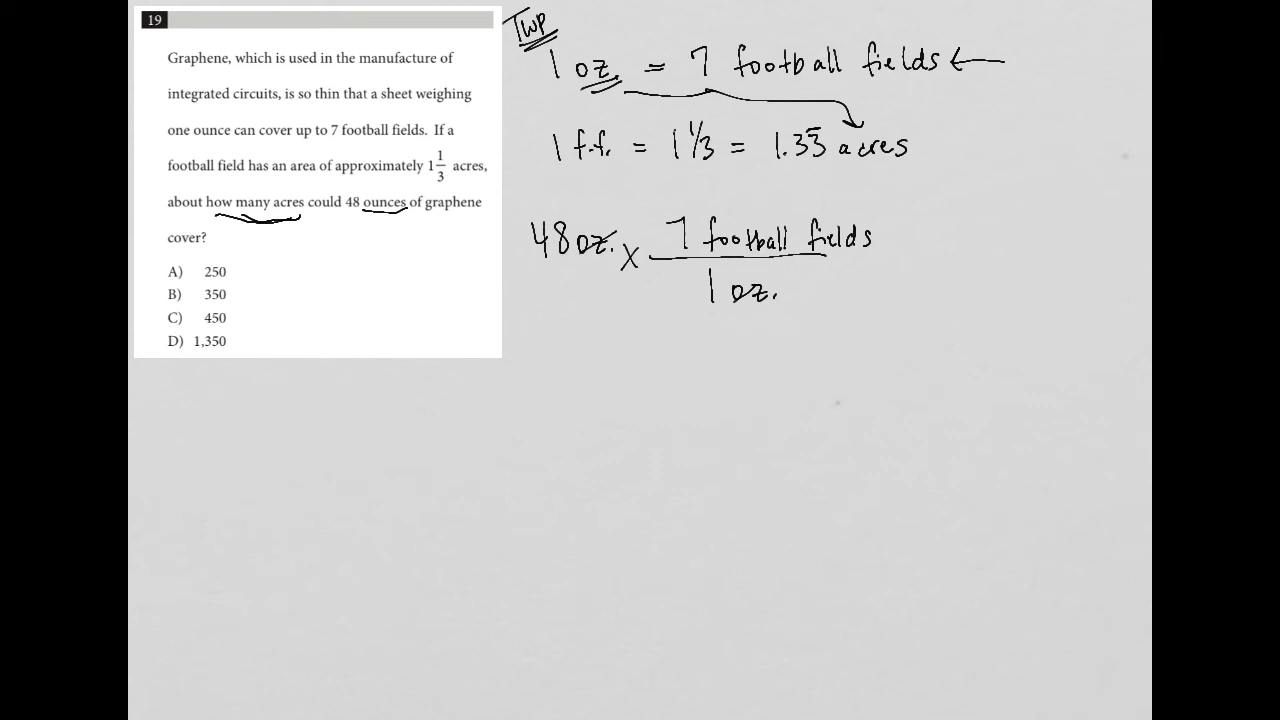 19
Graphene, which is used in the manufacture of
integrated circuits, is so thin that a sheet weighing
one ounce can cover up to 7 football fields. If a
football field has an area of approximately 1 1/3 acres,
about how many acres could 48 ounces of graphene
cover?
A) 250
B) 350
C) 450
D) 1,350
TWP
1 oz. = 7 football fields ←
1 f.f. = 1 1/3 = 1.33 acres
48 oz. x 7 football fields
1 oz.